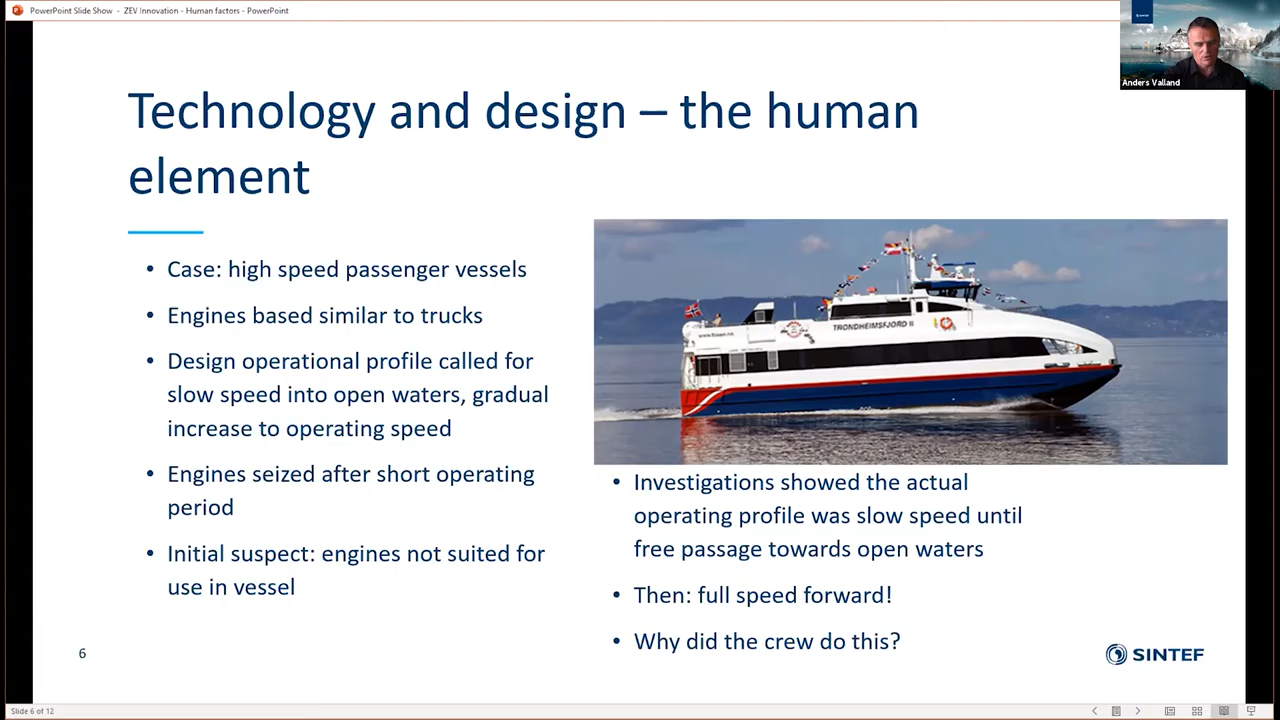 PowerPoint Slide Show - ZEV Innovation - Human factors - PowerPoint
Anders Valland
Technology and design – the human
element
• Case: high speed passenger vessels
• Engines based similar to trucks
• Design operational profile called for
slow speed into open waters, gradual
increase to operating speed
• Engines seized after short operating
period
• Initial suspect: engines not suited for
use in vessel
TRONDHEIMSFJORD II
• Investigations showed the actual
operating profile was slow speed until
free passage towards open waters
• Then: full speed forward!
• Why did the crew do this?
6
SINTEF
Slide 6 of 12